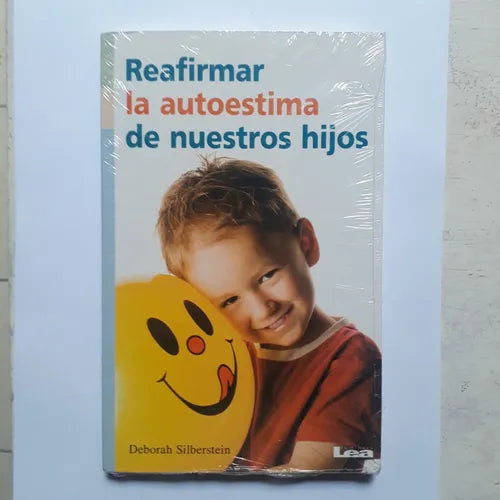 Reafirmar
la autoestima
de nuestros hijos
Deborah Silberstein
Lea